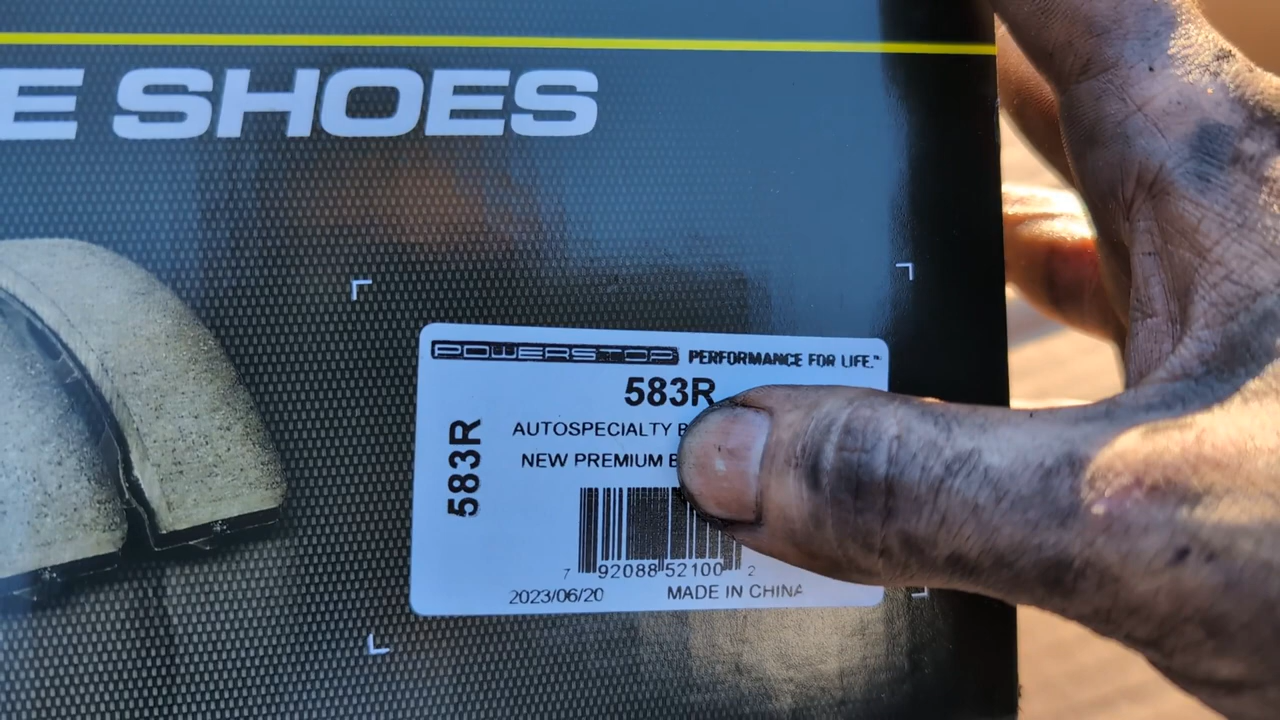 E SHOES
POWERSTOP PERFORMANCE FOR LIFE.™
583R
583R
AUTOSPECIALTY
NEW PREMIUM
7 92088 52100 2
2023/06/20 MADE IN CHINA